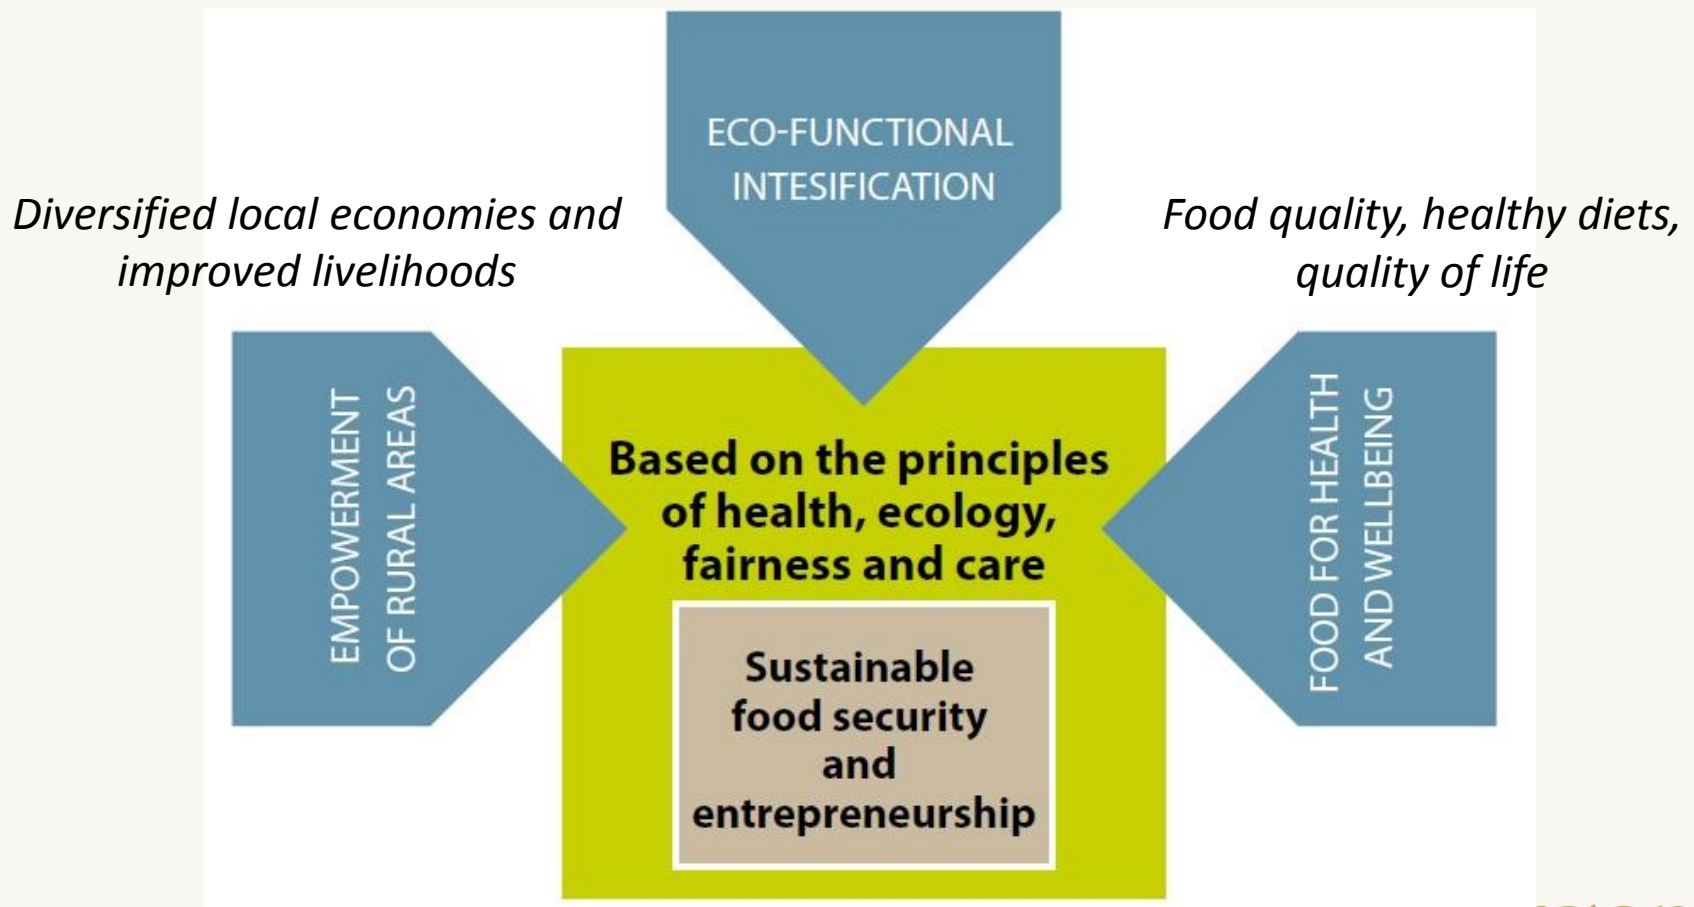 ECO-FUNCTIONAL
INTESIFICATION
Diversified local economies and
improved livelihoods
Food quality, healthy diets,
quality of life
EMPOWERMENT
OF RURAL AREAS
Based on the principles
of health, ecology,
fairness and care
FOOD FOR HEALTH
AND WELLBEING
Sustainable
food security
and
entrepreneurship